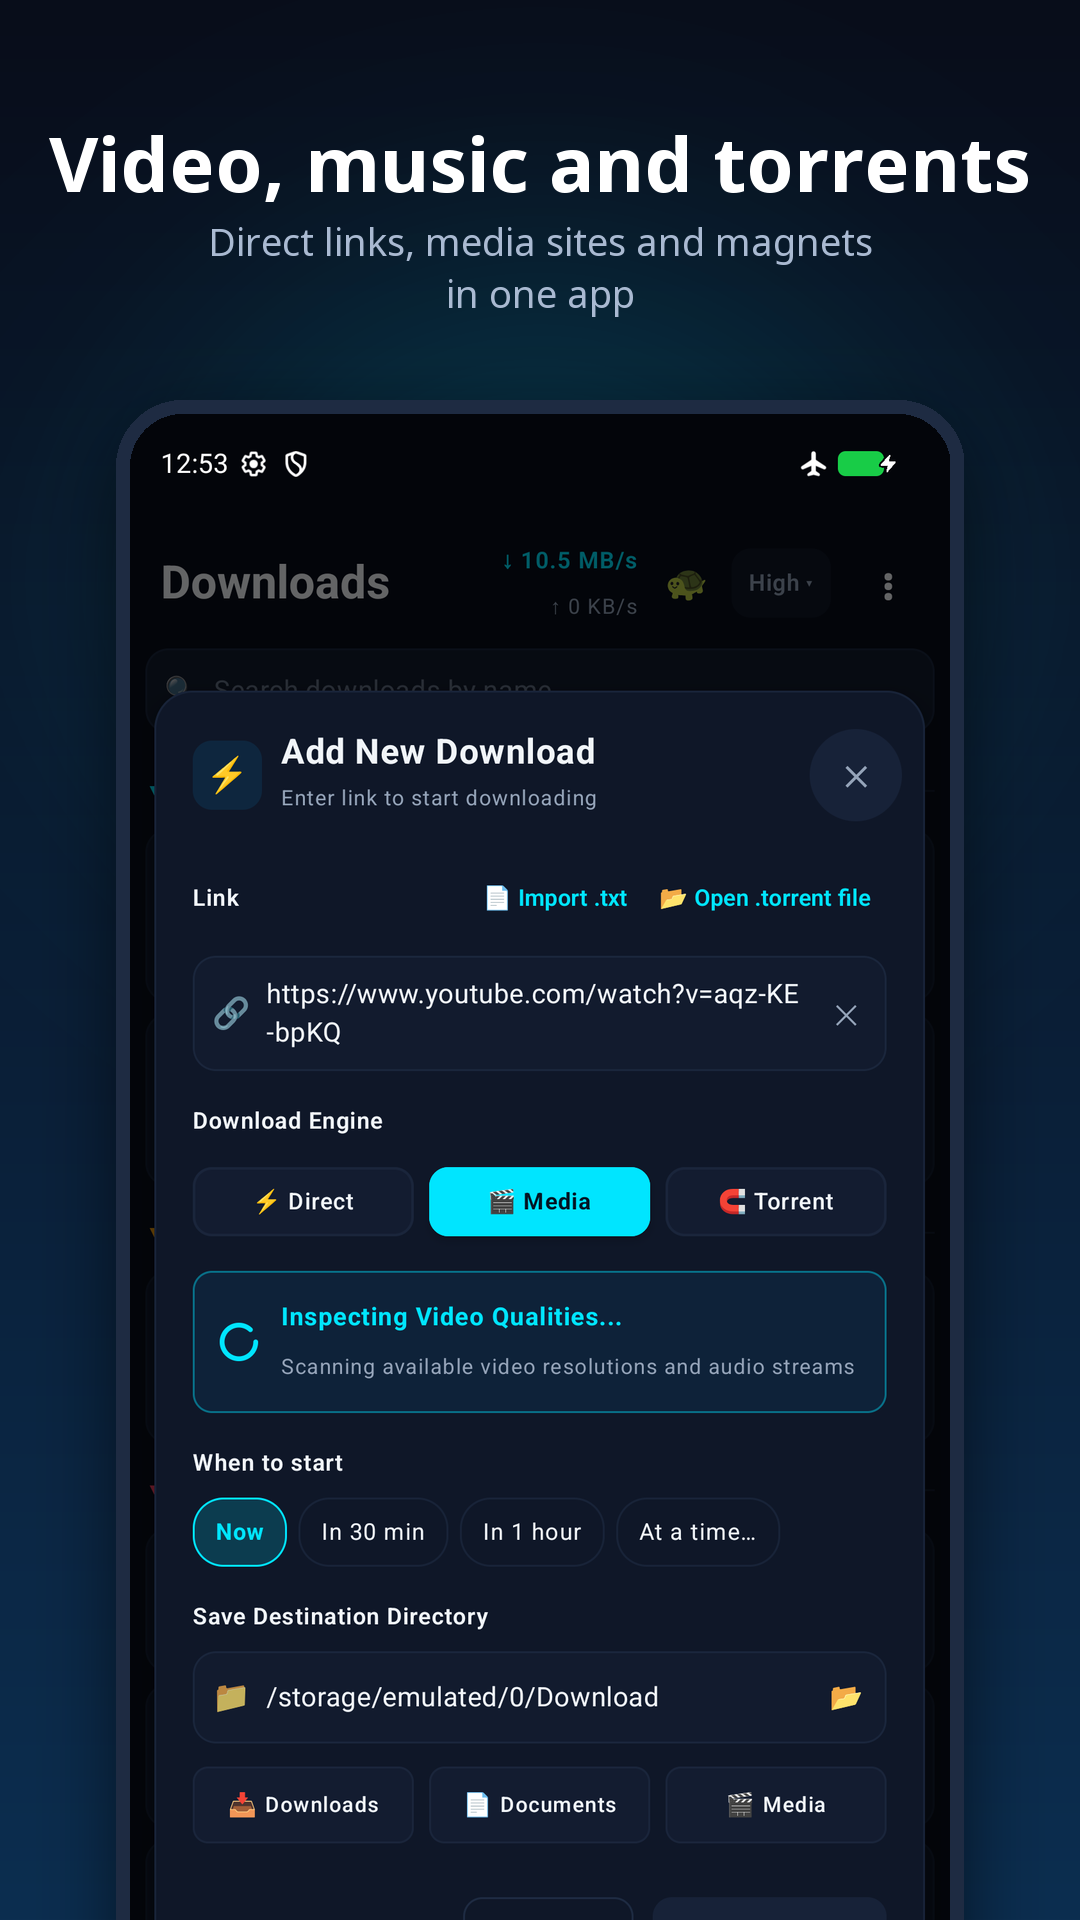 Video, music and torrents
Direct links, media sites and magnets
in one app
12:53
Downloads
↓ 10.5 MB/s
↑ 0 KB/s
High
Search downloads by name
Add New Download
Enter link to start downloading
Link
Import .txt
Open .torrent file
https://www.youtube.com/watch?v=aqz-KE
-bpKQ
Download Engine
Direct
Media
Torrent
Inspecting Video Qualities...
Scanning available video resolutions and audio streams
When to start
Now
In 30 min
In 1 hour
At a time…
Save Destination Directory
/storage/emulated/0/Download
Downloads
Documents
Media